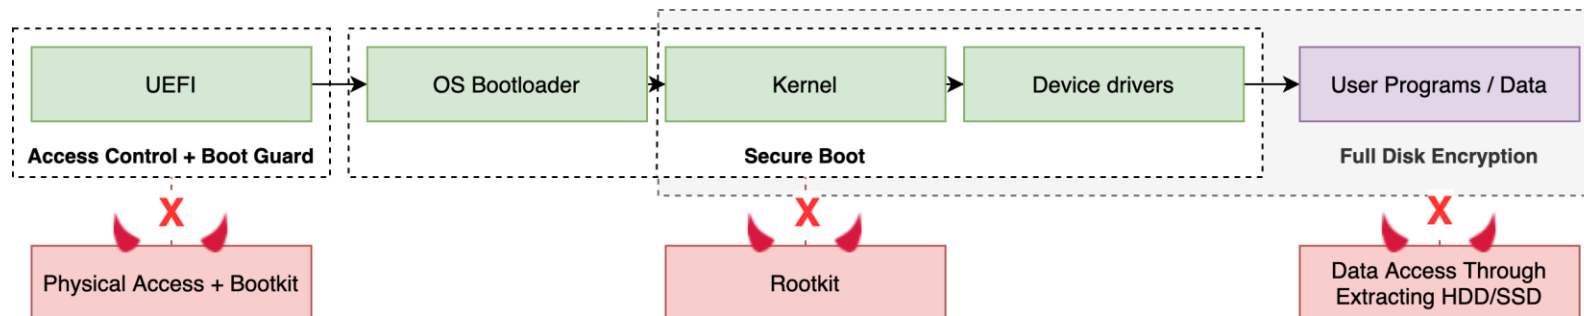 UEFI
OS Bootloader
Kernel
Device drivers
User Programs / Data
Access Control + Boot Guard
Secure Boot
Full Disk Encryption
X
X
X
Physical Access + Bootkit
Rootkit
Data Access Through
Extracting HDD/SSD